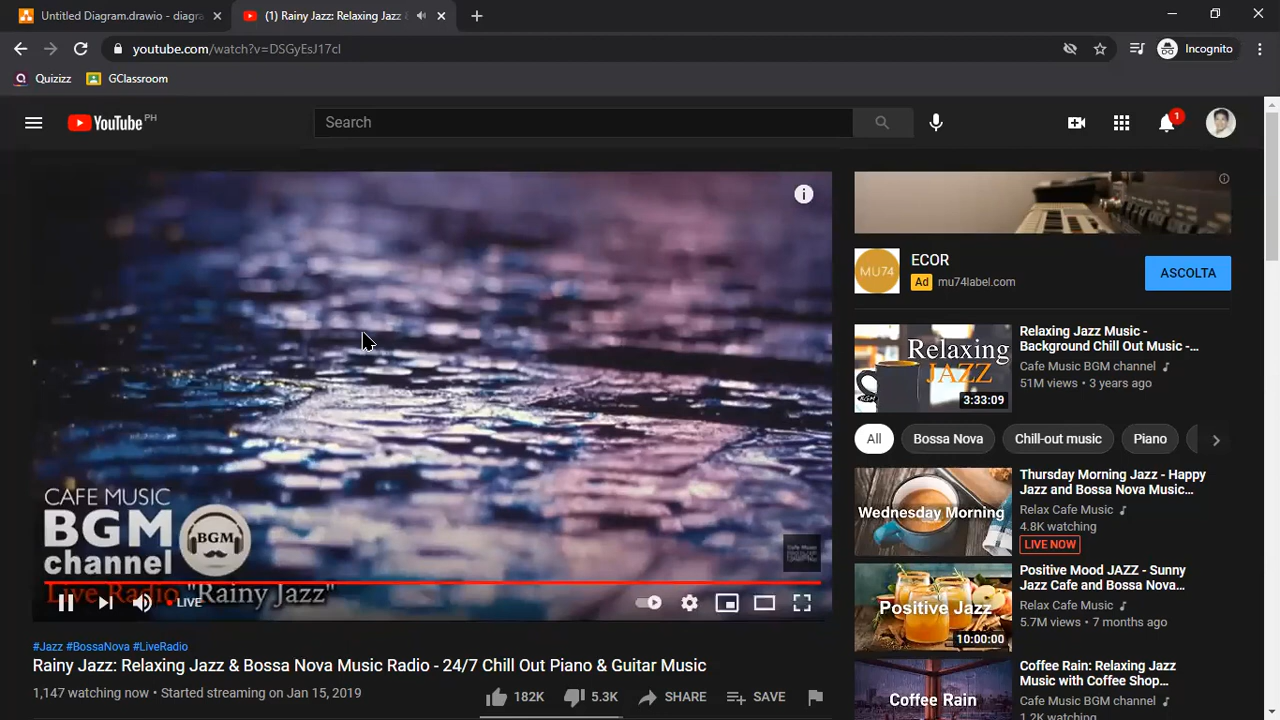 Untitled Diagram.drawio - diagra
(1) Rainy Jazz: Relaxing Jazz &
youtube.com/watch?v=DSGyEsJ17cI
Incognito
Quizizz
GClassroom
YouTube PH
Search
1
ECOR
MU74
Ad mu74label.com
ASCOLTA
Relaxing JAZZ
3:33:09
Relaxing Jazz Music -
Background Chill Out Music -...
Cafe Music BGM channel
51M views • 3 years ago
All
Bossa Nova
Chill-out music
Piano
Wednesday Morning
Thursday Morning Jazz - Happy
Jazz and Bossa Nova Music...
Relax Cafe Music
4.8K watching
LIVE NOW
Positive Jazz
10:00:00
Positive Mood JAZZ - Sunny
Jazz Cafe and Bossa Nova...
Relax Cafe Music
5.7M views • 7 months ago
Coffee Rain
Coffee Rain: Relaxing Jazz
Music with Coffee Shop...
Cafe Music BGM channel
1.2K watching
CAFE MUSIC
BGM
channel
BGM
Live Radio "Rainy Jazz"
LIVE
#Jazz #BossaNova #LiveRadio
Rainy Jazz: Relaxing Jazz & Bossa Nova Music Radio - 24/7 Chill Out Piano & Guitar Music
1,147 watching now • Started streaming on Jan 15, 2019
182K
5.3K
SHARE
SAVE